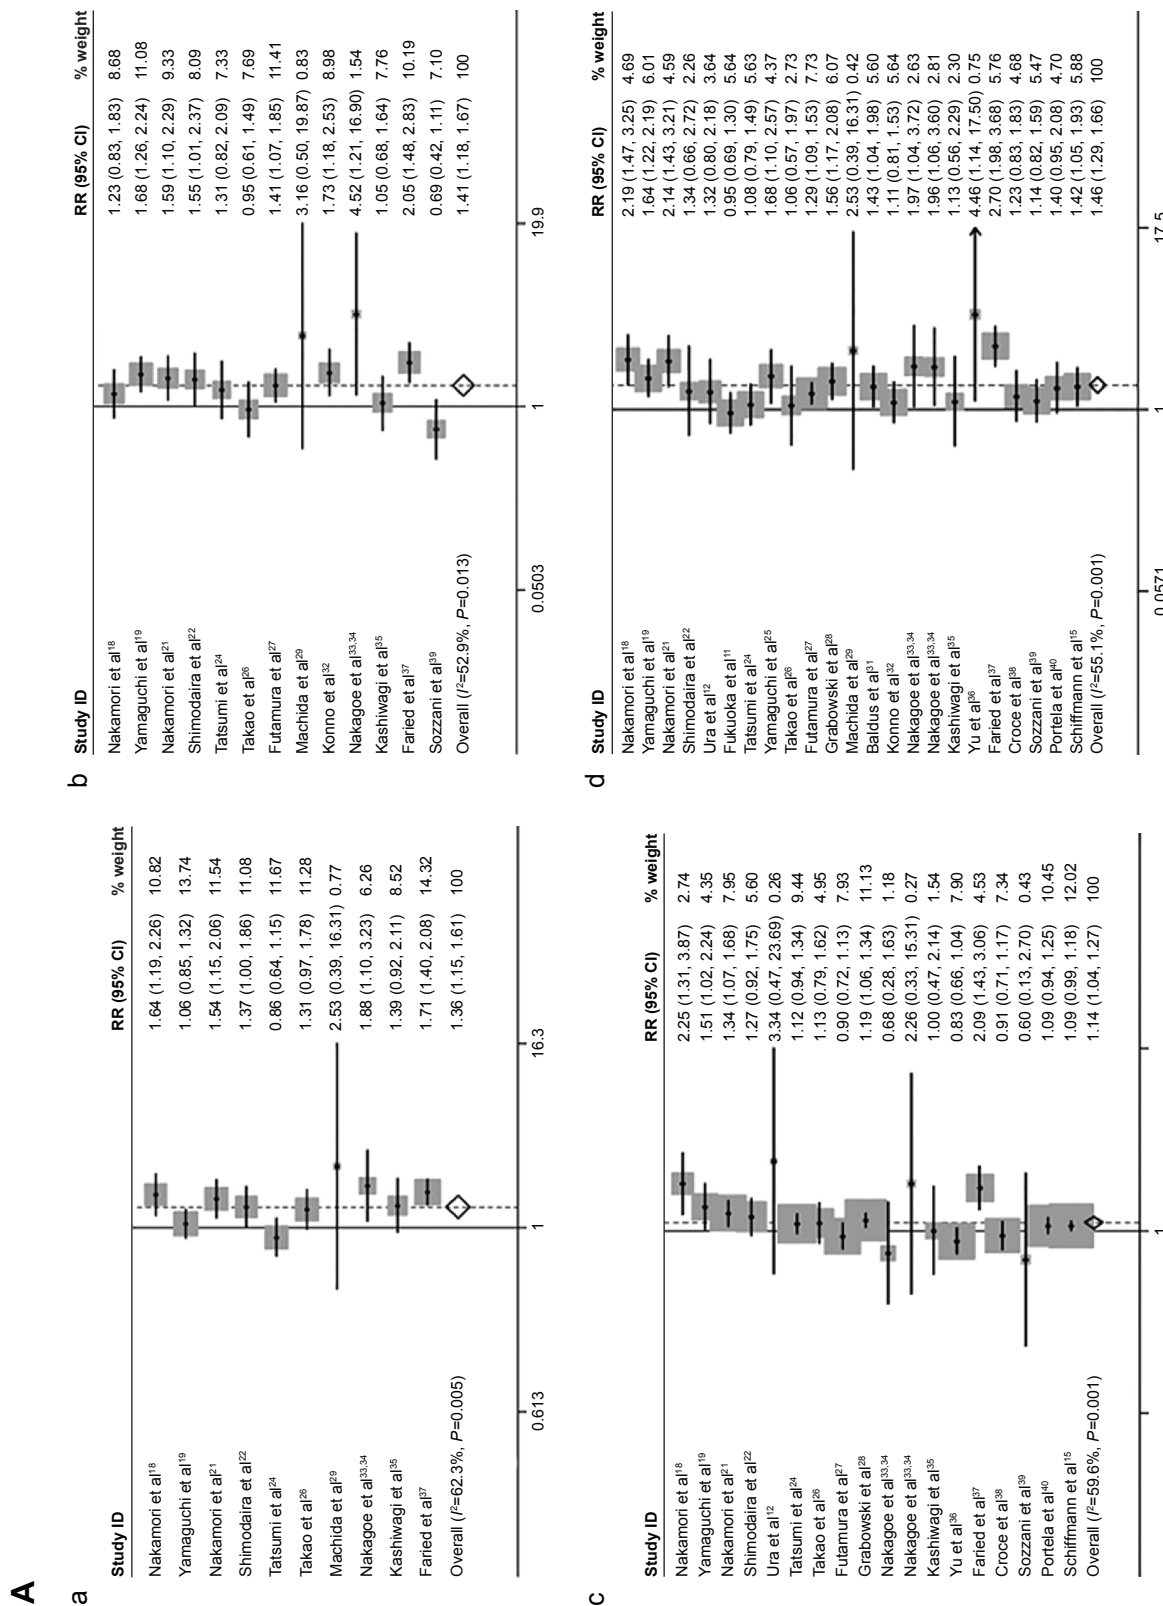 A
a
Study ID RR (95% CI) % weight
Nakamori et al18 1.64 (1.19, 2.26) 10.82
Yamaguchi et al19 1.06 (0.85, 1.32) 13.74
Nakamori et al21 1.54 (1.15, 2.06) 11.54
Shimodaira et al22 1.37 (1.00, 1.86) 11.08
Tatsumi et al24 0.86 (0.64, 1.15) 11.67
Takao et al26 1.31 (0.97, 1.78) 11.28
Machida et al29 2.53 (0.39, 16.31) 0.77
Nakagoe et al33,34 1.88 (1.10, 3.23) 6.26
Kashiwagi et al35 1.39 (0.92, 2.11) 8.52
Faried et al37 1.71 (1.40, 2.08) 14.32
Overall (I2=62.3%, P=0.005) 1.36 (1.15, 1.61) 100
0.613 1 16.3
b
Study ID RR (95% CI) % weight
Nakamori et al18 1.23 (0.83, 1.83) 8.68
Yamaguchi et al19 1.68 (1.26, 2.24) 11.08
Nakamori et al21 1.59 (1.10, 2.29) 9.33
Shimodaira et al22 1.55 (1.01, 2.37) 8.09
Tatsumi et al24 1.31 (0.82, 2.09) 7.33
Takao et al26 0.95 (0.61, 1.49) 7.69
Futamura et al27 1.41 (1.07, 1.85) 11.41
Machida et al29 3.16 (0.50, 19.87) 0.83
Konno et al32 1.73 (1.18, 2.53) 8.98
Nakagoe et al33,34 4.52 (1.21, 16.90) 1.54
Kashiwagi et al35 1.05 (0.68, 1.64) 7.76
Faried et al37 2.05 (1.48, 2.83) 10.19
Sozzani et al39 0.69 (0.42, 1.11) 7.10
Overall (I2=52.9%, P=0.013) 1.41 (1.18, 1.67) 100
0.0503 1 19.9
c
Study ID RR (95% CI) % weight
Nakamori et al18 2.25 (1.31, 3.87) 2.74
Yamaguchi et al19 1.51 (1.02, 2.24) 4.35
Nakamori et al21 1.34 (1.07, 1.68) 7.95
Shimodaira et al22 1.27 (0.92, 1.75) 5.60
Ura et al12 3.34 (0.47, 23.69) 0.26
Tatsumi et al24 1.12 (0.94, 1.34) 9.44
Takao et al26 1.13 (0.79, 1.62) 4.95
Futamura et al27 0.90 (0.72, 1.13) 7.93
Grabowski et al28 1.19 (1.06, 1.34) 11.13
Nakagoe et al33,34 0.68 (0.28, 1.63) 1.18
Nakagoe et al33,34 2.26 (0.33, 15.31) 0.27
Kashiwagi et al35 1.00 (0.47, 2.14) 1.54
Yu et al36 0.83 (0.66, 1.04) 7.90
Faried et al37 2.09 (1.43, 3.06) 4.53
Croce et al38 0.91 (0.71, 1.17) 7.34
Sozzani et al39 0.60 (0.13, 2.70) 0.43
Portela et al40 1.09 (0.94, 1.25) 10.45
Schiffmann et al15 1.09 (0.99, 1.18) 12.02
Overall (I2=59.6%, P=0.001) 1.14 (1.04, 1.27) 100
1
d
Study ID RR (95% CI) % weight
Nakamori et al18 2.19 (1.47, 3.25) 4.69
Yamaguchi et al19 1.64 (1.22, 2.19) 6.01
Nakamori et al21 2.14 (1.43, 3.21) 4.59
Shimodaira et al22 1.34 (0.66, 2.72) 2.26
Ura et al12 1.32 (0.80, 2.18) 3.64
Fukuoka et al11 0.95 (0.69, 1.30) 5.64
Tatsumi et al24 1.08 (0.79, 1.49) 5.63
Yamaguchi et al25 1.68 (1.10, 2.57) 4.37
Takao et al26 1.06 (0.57, 1.97) 2.73
Futamura et al27 1.29 (1.09, 1.53) 7.73
Grabowski et al28 1.56 (1.17, 2.08) 6.07
Machida et al29 2.53 (0.39, 16.31) 0.42
Baldus et al31 1.43 (1.04, 1.98) 5.60
Konno et al32 1.11 (0.81, 1.53) 5.64
Nakagoe et al33,34 1.97 (1.04, 3.72) 2.63
Nakagoe et al33,34 1.96 (1.06, 3.60) 2.81
Kashiwagi et al35 1.13 (0.56, 2.29) 2.30
Yu et al36 4.46 (1.14, 17.50) 0.75
Faried et al37 2.70 (1.98, 3.68) 5.76
Croce et al38 1.23 (0.83, 1.83) 4.68
Sozzani et al39 1.14 (0.82, 1.59) 5.47
Portela et al40 1.40 (0.95, 2.08) 4.70
Schiffmann et al15 1.42 (1.05, 1.93) 5.88
Overall (I2=55.1%, P=0.001) 1.46 (1.29, 1.66) 100
0.0571 1 17.5